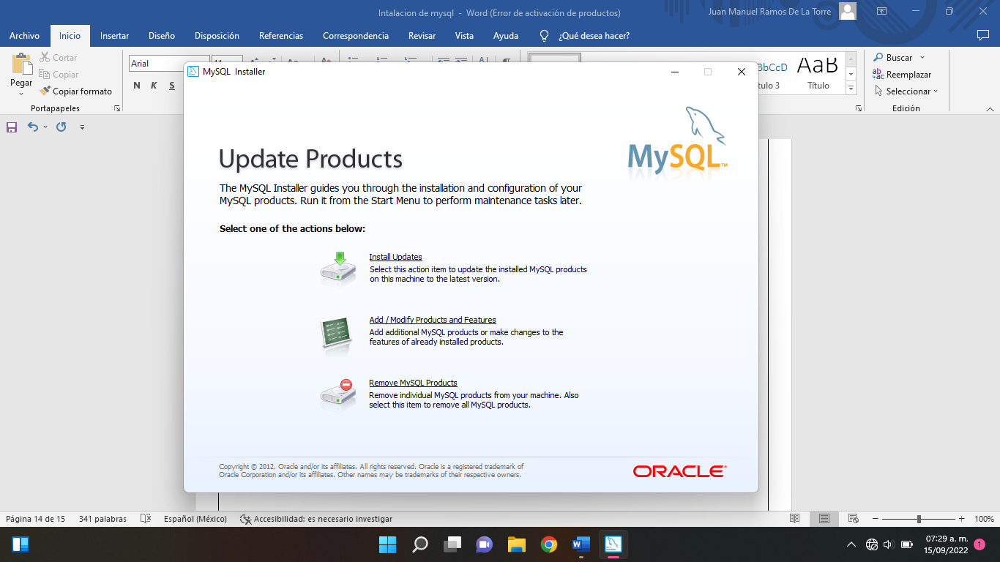 Intalacion de mysql - Word (Error de activación de productos)
Juan Manuel Ramos De La Torre
Archivo Inicio Insertar Diseño Disposición Referencias Correspondencia Revisar Vista Ayuda ¿Qué desea hacer?
Pegar
Cortar
Copiar
Copiar formato
Portapapeles
Arial
N K S
AaB
Título
Buscar
Reemplazar
Seleccionar
Edición
MySQL Installer
MySQL™
Update Products
The MySQL Installer guides you through the installation and configuration of your
MySQL products. Run it from the Start Menu to perform maintenance tasks later.
Select one of the actions below:
Install Updates
Select this action item to update the installed MySQL products
on this machine to the latest version.
Add / Modify Products and Features
Add additional MySQL products or make changes to the
features of already installed products.
Remove MySQL Products
Remove individual MySQL products from your machine. Also
select this item to remove all MySQL products.
Copyright © 2012, Oracle and/or its affiliates. All rights reserved. Oracle is a registered trademark of
Oracle Corporation and/or its affiliates. Other names may be trademarks of their respective owners.
ORACLE®
Página 14 de 15 341 palabras Español (México) Accesibilidad: es necesario investigar 100%
07:29 a. m.
15/09/2022
1